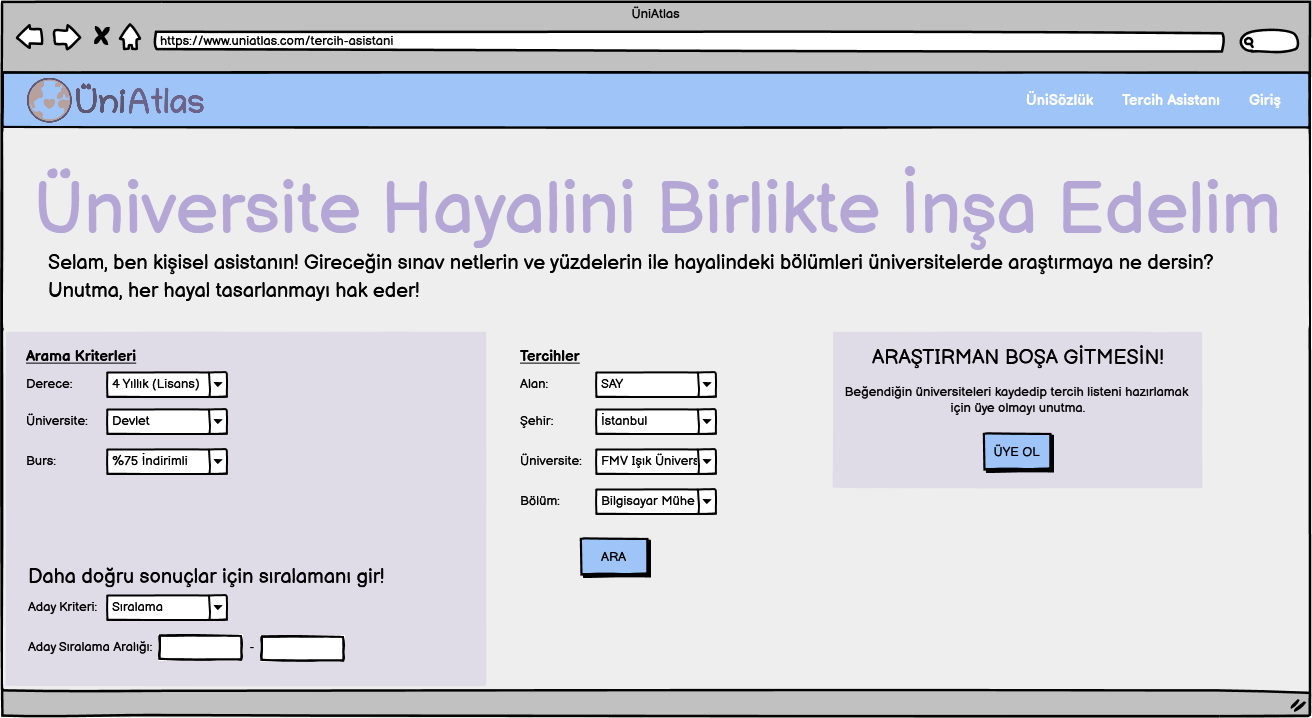 ÜniAtlas
https://www.uniatlas.com/tercih-asistani
ÜniAtlas
ÜniSözlük
Tercih Asistanı
Giriş
Üniversite Hayalini Birlikte İnşa Edelim
Selam, ben kişisel asistanın! Gireceğin sınav netlerin ve yüzdelerin ile hayalindeki bölümleri üniversitelerde araştırmaya ne dersin?
Unutma, her hayal tasarlanmayı hak eder!
Arama Kriterleri
Derece: 4 Yıllık (Lisans)
Üniversite: Devlet
Burs: %75 İndirimli
Daha doğru sonuçlar için sıralamanı gir!
Aday Kriteri: Sıralama
Aday Sıralama Aralığı: -
Tercihler
Alan: SAY
Şehir: İstanbul
Üniversite: FMV Işık Ünivers
Bölüm: Bilgisayar Mühe
ARA
ARAŞTIRMAN BOŞA GİTMESİN!
Beğendiğin üniversiteleri kaydedip tercih listeni hazırlamak
için üye olmayı unutma.
ÜYE OL